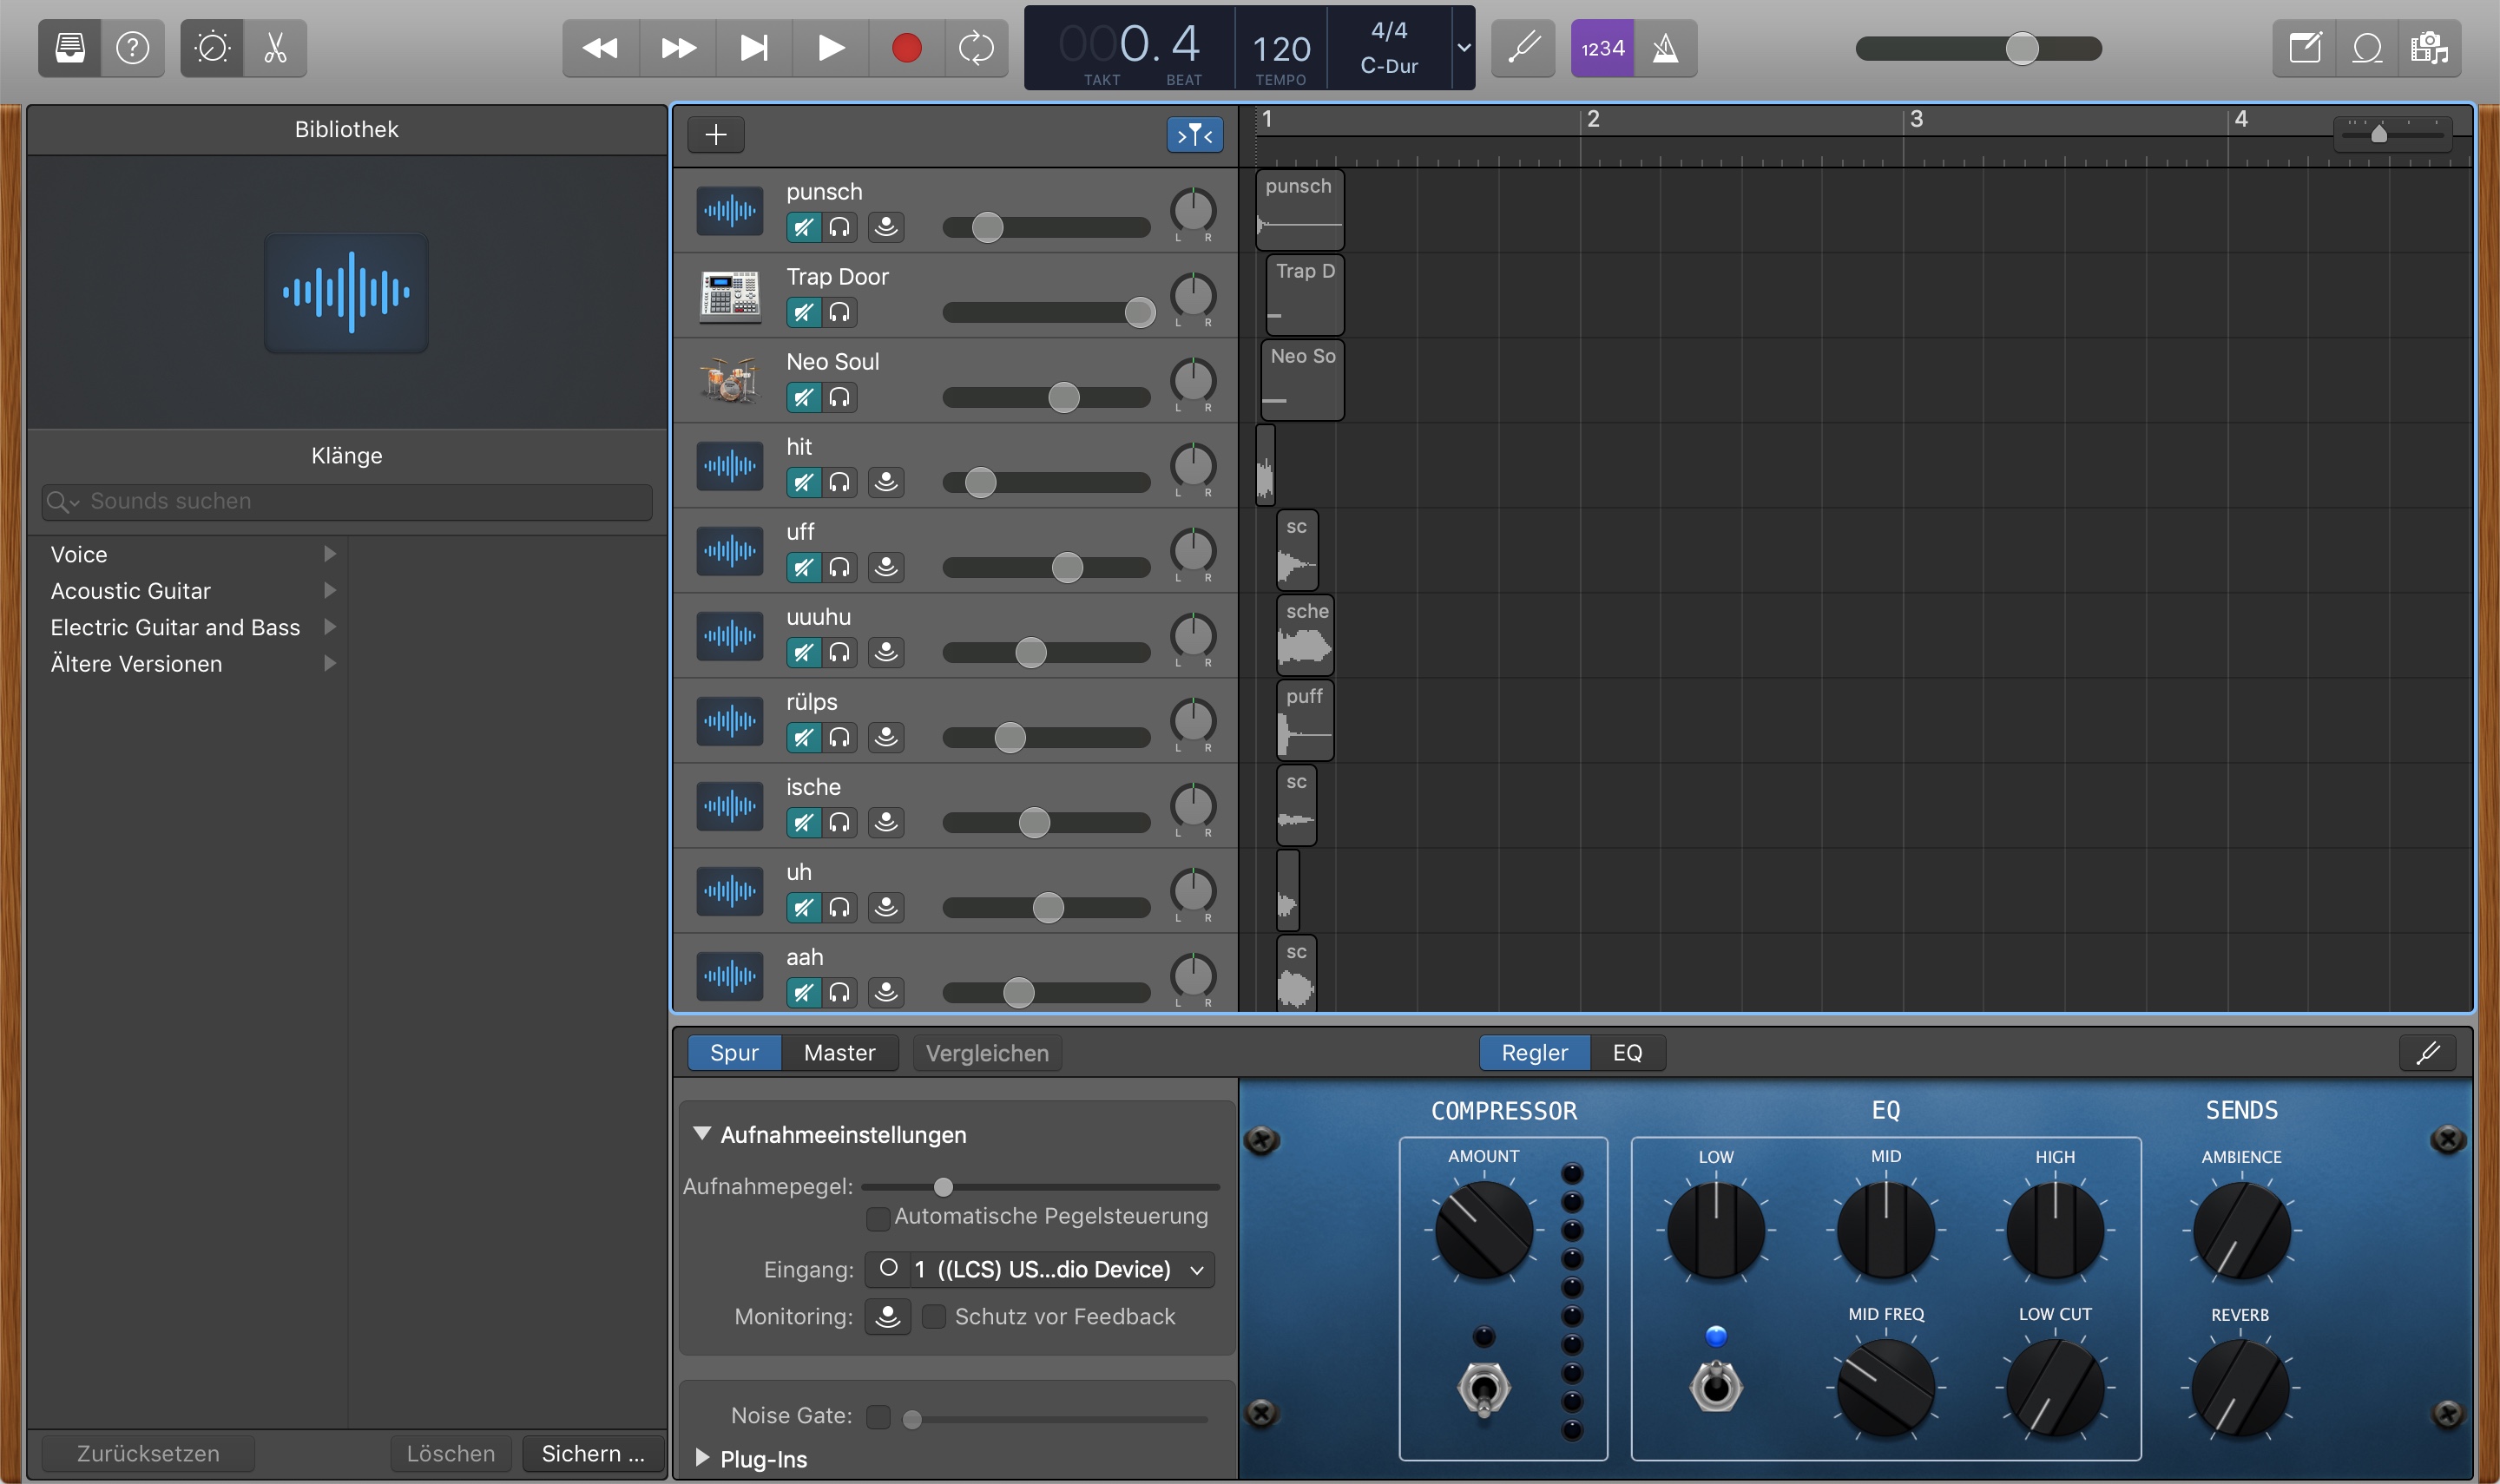 000.4
TAKT BEAT
120
TEMPO
4/4
C-Dur
1234
Bibliothek
Klänge
Sounds suchen
Voice
Acoustic Guitar
Electric Guitar and Bass
Ältere Versionen
Zurücksetzen
Löschen
Sichern ...
1 2 3 4
punsch
L R
punsch
Trap Door
L R
Trap D
Neo Soul
L R
Neo So
hit
L R
uff
L R
sc
uuuhu
L R
sche
rülps
L R
puff
ische
L R
sc
uh
L R
aah
L R
sc
Spur Master Vergleichen
Regler EQ
Aufnahmeeinstellungen
Aufnahmepegel:
Automatische Pegelsteuerung
Eingang: 1 ((LCS) US...dio Device)
Monitoring: Schutz vor Feedback
Noise Gate:
Plug-Ins
COMPRESSOR
AMOUNT
EQ
LOW MID HIGH
MID FREQ LOW CUT
SENDS
AMBIENCE
REVERB